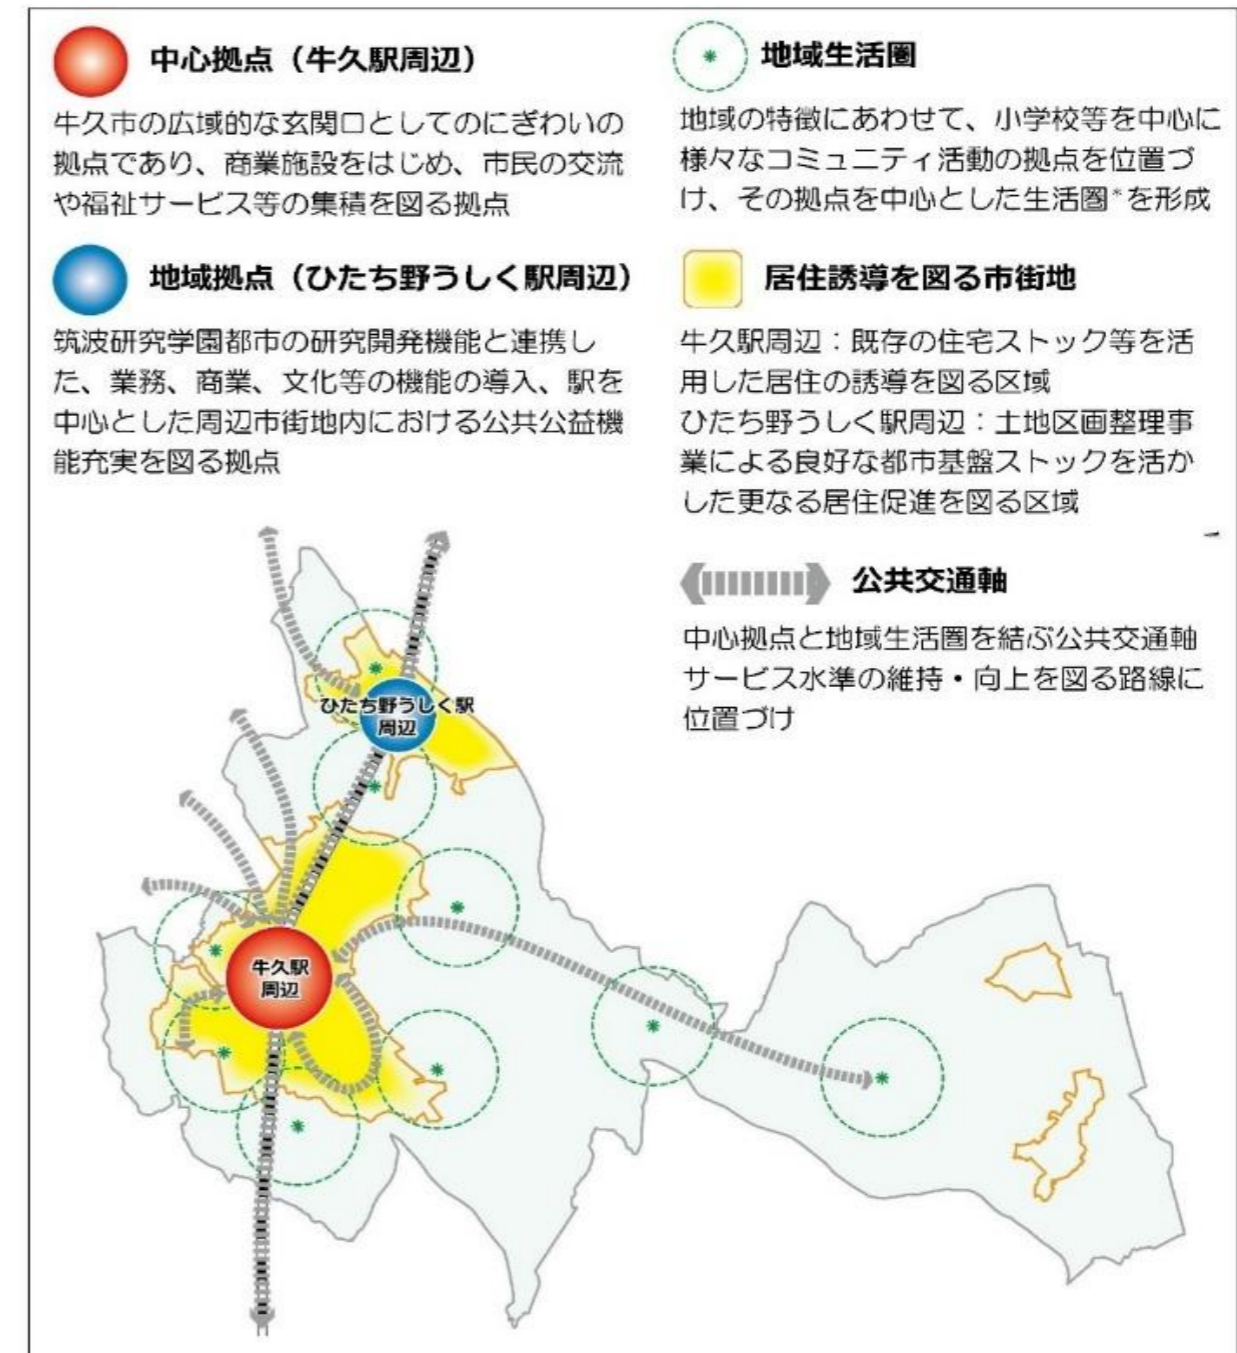 中心拠点（牛久駅周辺）
牛久市の広域的な玄関口としてのにぎわいの
拠点であり、商業施設をはじめ、市民の交流
や福祉サービス等の集積を図る拠点
地域拠点（ひたち野うしく駅周辺）
筑波研究学園都市の研究開発機能と連携し
た、業務、商業、文化等の機能の導入、駅を
中心とした周辺市街地内における公共公益機
能充実を図る拠点
地域生活圏
地域の特徴にあわせて、小学校等を中心に
様々なコミュニティ活動の拠点を位置づ
け、その拠点を中心とした生活圏*を形成
居住誘導を図る市街地
牛久駅周辺：既存の住宅ストック等を活
用した居住の誘導を図る区域
ひたち野うしく駅周辺：土地区画整理事
業による良好な都市基盤ストックを活か
した更なる居住促進を図る区域
公共交通軸
中心拠点と地域生活圏を結ぶ公共交通軸
サービス水準の維持・向上を図る路線に
位置づけ
ひたち野うしく駅
周辺
牛久駅
周辺